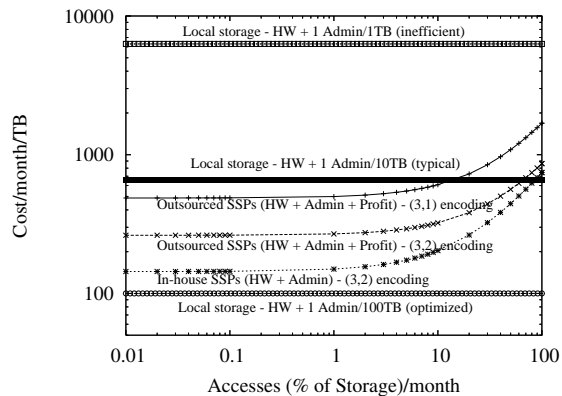 10000
Local storage - HW + 1 Admin/1TB (inefficient)
1000
Local storage - HW + 1 Admin/10TB (typical)
Outsourced SSPs (HW + Admin + Profit) - (3,1) encoding
Cost/month/TB
Outsourced SSPs (HW + Admin + Profit) - (3,2) encoding
In-house SSPs (HW + Admin) - (3,2) encoding
100
Local storage - HW + 1 Admin/100TB (optimized)
0.01 0.1 1 10 100
Accesses (% of Storage)/month